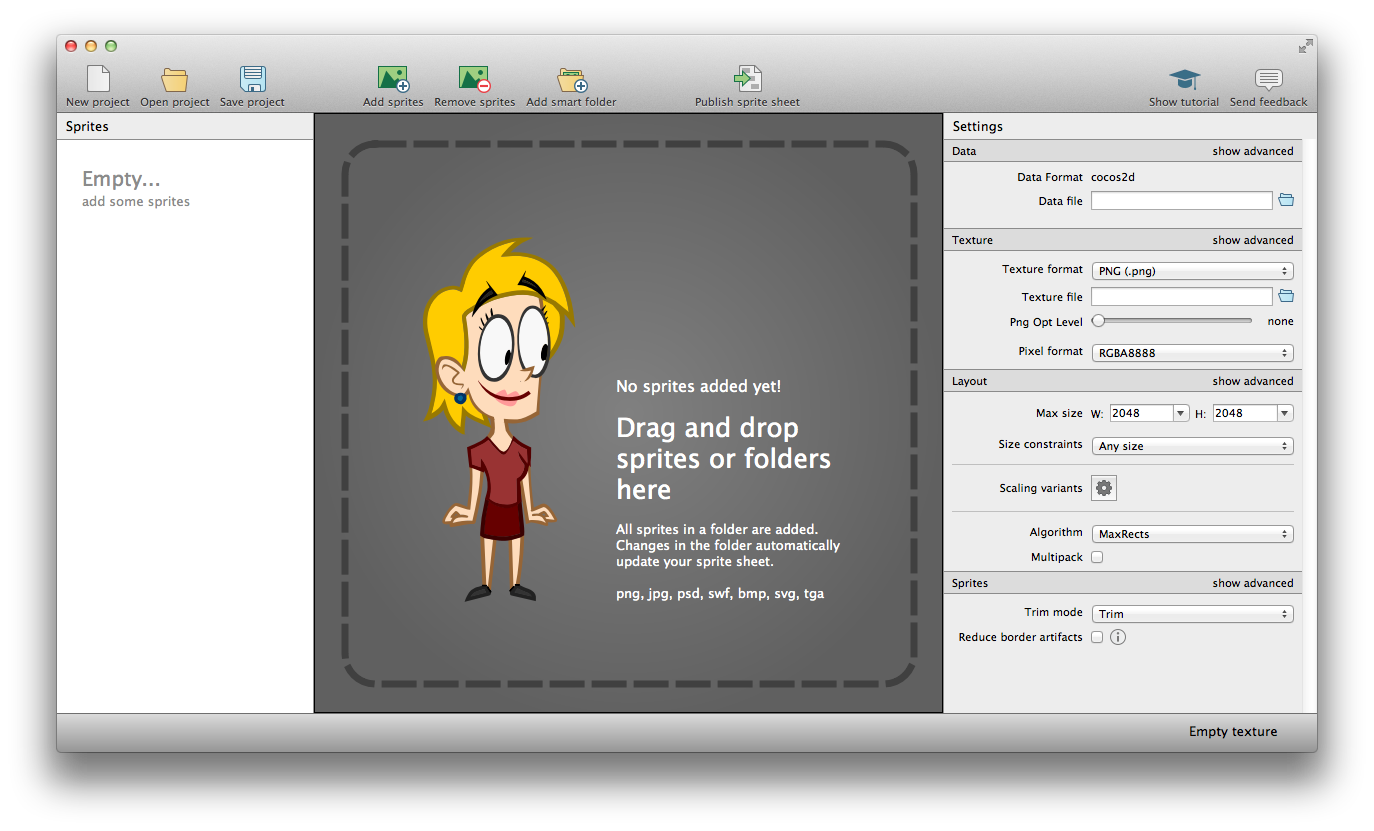 New project Open project Save project Add sprites Remove sprites Add smart folder Publish sprite sheet Show tutorial Send feedback
Sprites
Empty...
add some sprites
No sprites added yet!
Drag and drop
sprites or folders
here
All sprites in a folder are added.
Changes in the folder automatically
update your sprite sheet.
png, jpg, psd, swf, bmp, svg, tga
Settings
Data show advanced
Data Format cocos2d
Data file
Texture show advanced
Texture format PNG (.png)
Texture file
Png Opt Level none
Pixel format RGBA8888
Layout show advanced
Max size W: 2048 H: 2048
Size constraints Any size
Scaling variants
Algorithm MaxRects
Multipack
Sprites show advanced
Trim mode Trim
Reduce border artifacts i
Empty texture